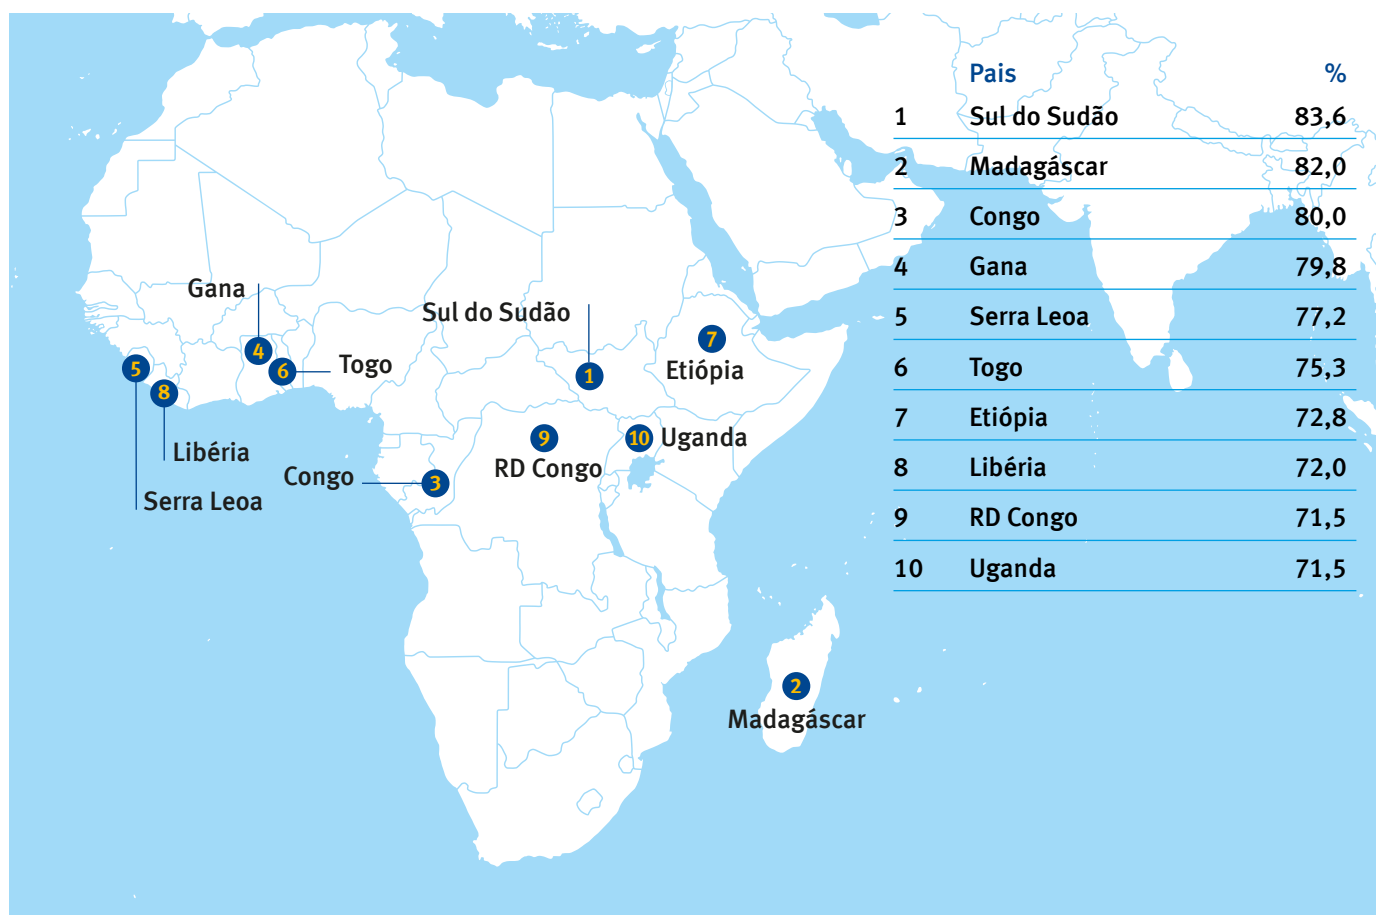 Pais %
1 Sul do Sudão 83,6
2 Madagáscar 82,0
3 Congo 80,0
4 Gana 79,8
5 Serra Leoa 77,2
6 Togo 75,3
7 Etiópia 72,8
8 Libéria 72,0
9 RD Congo 71,5
10 Uganda 71,5
Gana
Sul do Sudão
4
7
5
6
Togo
Etiópia
1
8
9
10 Uganda
Libéria
RD Congo
Congo
3
Serra Leoa
2
Madagáscar